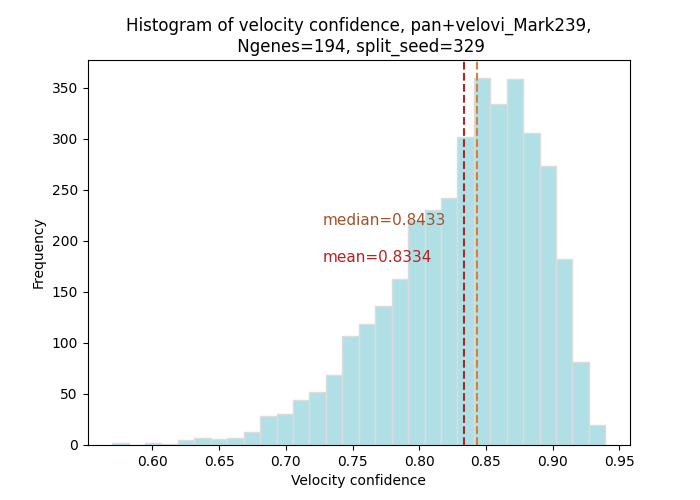 Histogram of velocity confidence, pan+velovi_Mark239,
Ngenes=194, split_seed=329
Frequency
350
300
250
200
150
100
50
0
median=0.8433
mean=0.8334
0.60 0.65 0.70 0.75 0.80 0.85 0.90 0.95
Velocity confidence